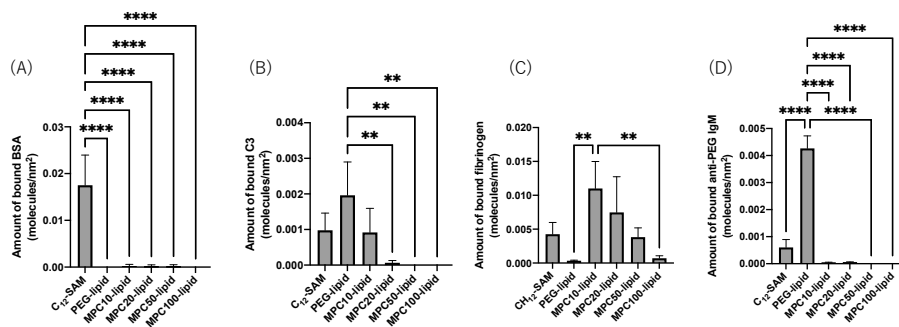 (A)
****
****
****
****
****
Amount of bound BSA
(molecules/nm²)
0.03
0.02
0.01
0.00
C₁₂-SAM
PEG-lipid
MPC10-lipid
MPC20-lipid
MPC50-lipid
MPC100-lipid
(B)
**
**
**
Amount of bound C3
(molecules/nm²)
0.004
0.003
0.002
0.001
0.000
C₁₂-SAM
PEG-lipid
MPC10-lipid
MPC20-lipid
MPC50-lipid
MPC100-lipid
(C)
**
**
Amount of bound fibrinogen
(molecules/nm²)
0.020
0.015
0.010
0.005
0.000
CH₁₂-SAM
PEG-lipid
MPC10-lipid
MPC20-lipid
MPC50-lipid
MPC100-lipid
(D)
****
****
****
****
****
Amount of bound anti-PEG IgM
(molecules/nm²)
0.005
0.004
0.003
0.002
0.001
0.000
C₁₂-SAM
PEG-lipid
MPC10-lipid
MPC20-lipid
MPC50-lipid
MPC100-lipid